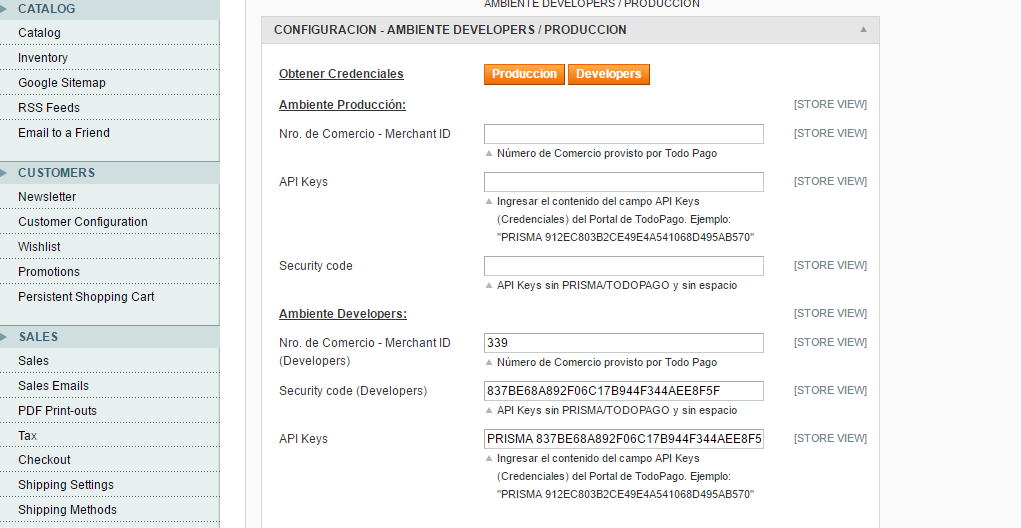 CATALOG
Catalog
Inventory
Google Sitemap
RSS Feeds
Email to a Friend
CUSTOMERS
Newsletter
Customer Configuration
Wishlist
Promotions
Persistent Shopping Cart
SALES
Sales
Sales Emails
PDF Print-outs
Tax
Checkout
Shipping Settings
Shipping Methods
AMBIENTE DEVELOPERS / PRODUCCION
CONFIGURACION - AMBIENTE DEVELOPERS / PRODUCCION
Obtener Credenciales Produccion Developers
Ambiente Producción: [STORE VIEW]
Nro. de Comercio - Merchant ID [STORE VIEW]
Número de Comercio provisto por Todo Pago
API Keys [STORE VIEW]
Ingresar el contenido del campo API Keys
(Credenciales) del Portal de TodoPago. Ejemplo:
"PRISMA 912EC803B2CE49E4A541068D495AB570"
Security code [STORE VIEW]
API Keys sin PRISMA/TODOPAGO y sin espacio
Ambiente Developers: [STORE VIEW]
Nro. de Comercio - Merchant ID 339 [STORE VIEW]
(Developers)
Número de Comercio provisto por Todo Pago
Security code (Developers) 837BE68A892F06C17B944F344AEE8F5F [STORE VIEW]
API Keys sin PRISMA/TODOPAGO y sin espacio
API Keys PRISMA 837BE68A892F06C17B944F344AEE8F5 [STORE VIEW]
Ingresar el contenido del campo API Keys
(Credenciales) del Portal de TodoPago. Ejemplo:
"PRISMA 912EC803B2CE49E4A541068D495AB570"